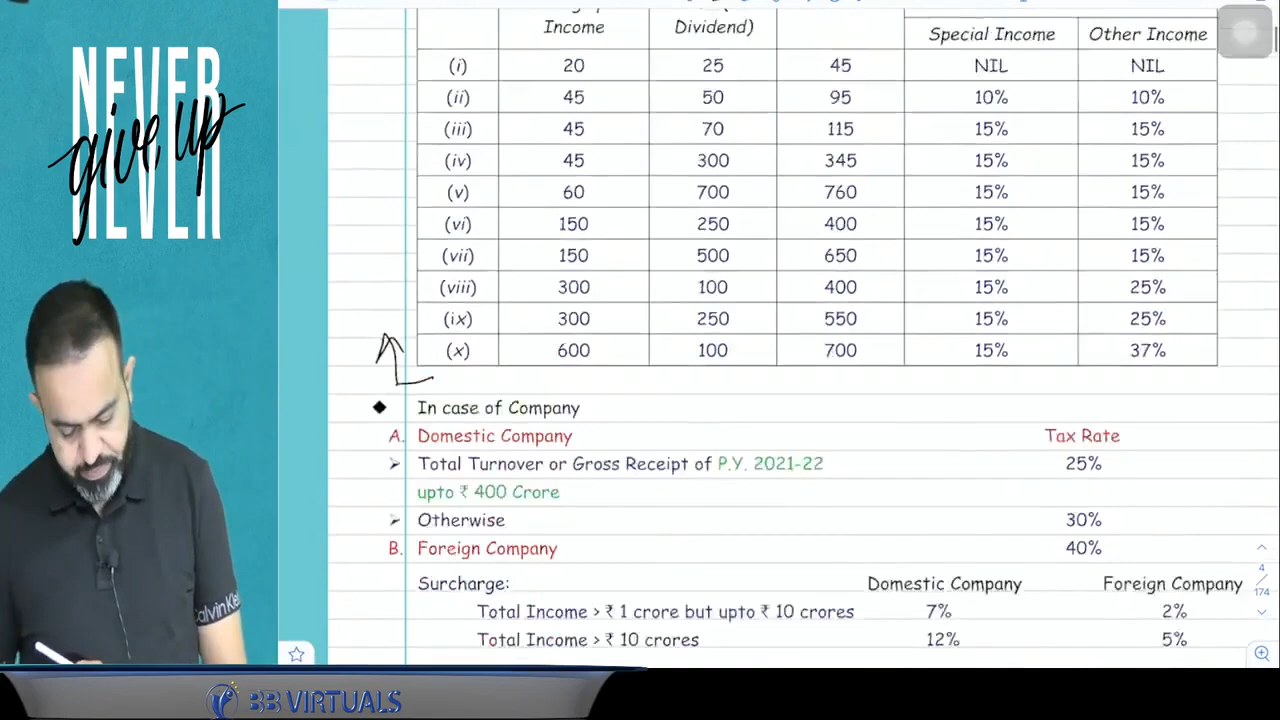 NEVER
give up
NEVER
Income Dividend)
Special Income Other Income
(i) 20 25 45 NIL NIL
(ii) 45 50 95 10% 10%
(iii) 45 70 115 15% 15%
(iv) 45 300 345 15% 15%
(v) 60 700 760 15% 15%
(vi) 150 250 400 15% 15%
(vii) 150 500 650 15% 15%
(viii) 300 100 400 15% 25%
(ix) 300 250 550 15% 25%
(x) 600 100 700 15% 37%
◆ In case of Company
A. Domestic Company Tax Rate
➢ Total Turnover or Gross Receipt of P.Y. 2021-22 25%
upto ₹ 400 Crore
➢ Otherwise 30%
B. Foreign Company 40%
Surcharge: Domestic Company Foreign Company
Total Income > ₹ 1 crore but upto ₹ 10 crores 7% 2%
Total Income > ₹ 10 crores 12% 5%
4
/
174
Calvin Kle
BB VIRTUALS